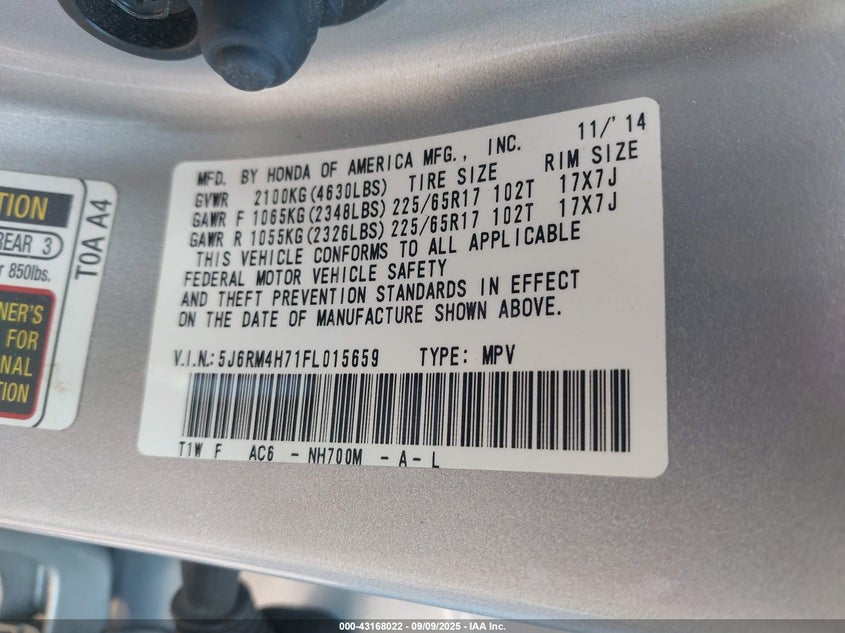 TION
REAR 3
r 850lbs.
NER'S
FOR
NAL
TION
T0A A4
MFD. BY HONDA OF AMERICA MFG., INC. 11/'14
GVWR 2100KG(4630LBS) TIRE SIZE RIM SIZE
GAWR F 1065KG(2348LBS) 225/65R17 102T 17X7J
GAWR R 1055KG(2326LBS) 225/65R17 102T 17X7J
THIS VEHICLE CONFORMS TO ALL APPLICABLE
FEDERAL MOTOR VEHICLE SAFETY
AND THEFT PREVENTION STANDARDS IN EFFECT
ON THE DATE OF MANUFACTURE SHOWN ABOVE.
V.I.N.: 5J6RM4H71FL015659 TYPE: MPV
T1W F AC6 - NH700M - A - L
000-43168022 - 09/09/2025 - IAA Inc.